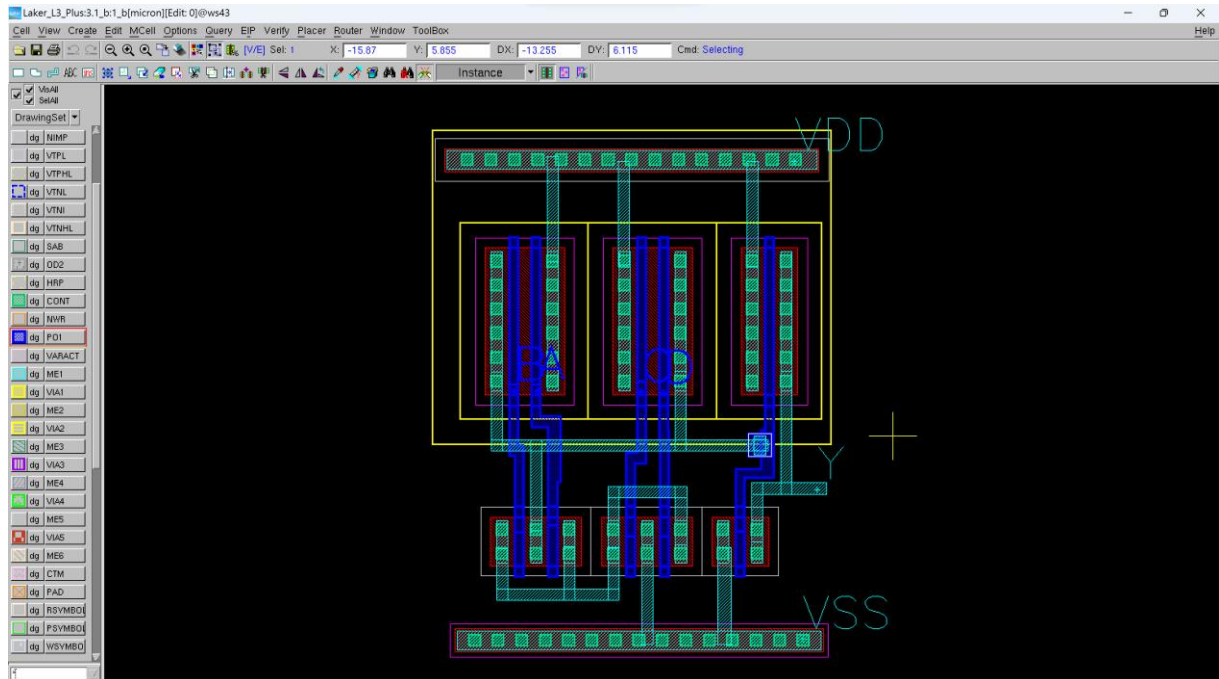 Laker_L3_Plus:3.1_b:1_b[micron][Edit: 0]@ws43
Cell View Create Edit MCell Options Query EIP Verify Placer Router Window ToolBox Help
[V/E] Sel: 1 X: -15.87 Y: 5.855 DX: -13.255 DY: 6.115 Cmd: Selecting
ABC Instance
VisAll
SelAll
DrawingSet
dg NIMP
dg VTPL
dg VTPHL
dg VTNL
dg VTNI
dg VTNHL
dg SAB
dg OD2
dg HRP
dg CONT
dg NWR
dg PO1
dg VARACT
dg ME1
dg VIA1
dg ME2
dg VIA2
dg ME3
dg VIA3
dg ME4
dg VIA4
dg ME5
dg VIA5
dg ME6
dg CTM
dg PAD
dg RSYMBOL
dg PSYMBOL
dg WSYMBO
VDD
B A C D
Y
VSS